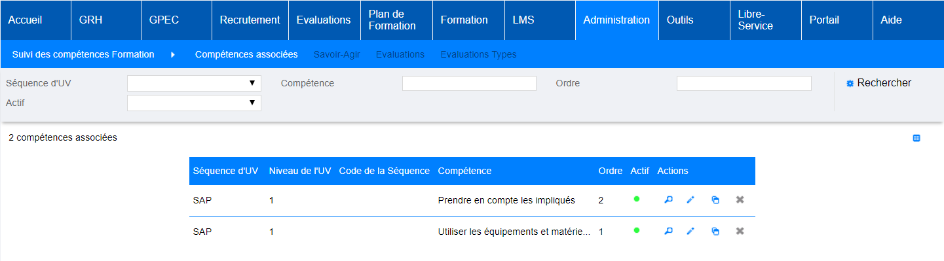 Accueil GRH GPEC Recrutement Evaluations Plan de Formation Formation LMS Administration Outils Libre-Service Portail Aide
Suivi des compétences Formation Compétences associées Savoir-Agir Evaluations Evaluations Types
Séquence d'UV Compétence Ordre Rechercher
Actif
2 compétences associées
Séquence d'UV Niveau de l'UV Code de la Séquence Compétence Ordre Actif Actions
SAP 1 Prendre en compte les impliqués 2
SAP 1 Utiliser les équipements et matérie... 1